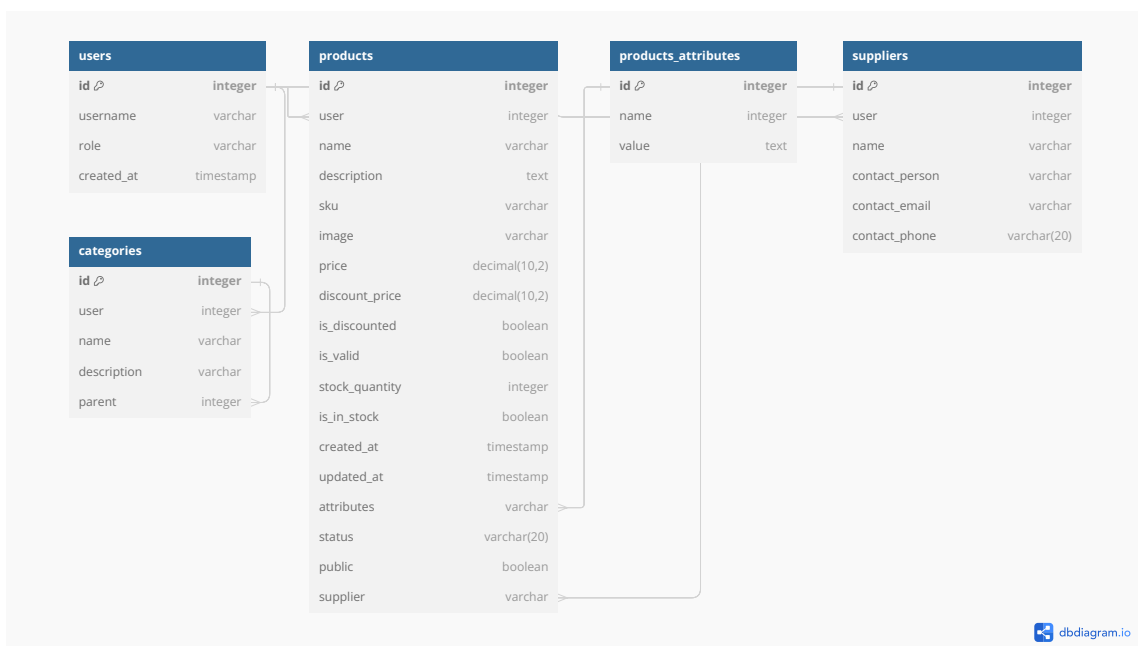 users
id integer
username varchar
role varchar
created_at timestamp
categories
id integer
user integer
name varchar
description varchar
parent integer
products
id integer
user integer
name varchar
description text
sku varchar
image varchar
price decimal(10,2)
discount_price decimal(10,2)
is_discounted boolean
is_valid boolean
stock_quantity integer
is_in_stock boolean
created_at timestamp
updated_at timestamp
attributes varchar
status varchar(20)
public boolean
supplier varchar
products_attributes
id integer
name integer
value text
suppliers
id integer
user integer
name varchar
contact_person varchar
contact_email varchar
contact_phone varchar(20)
dbdiagram.io